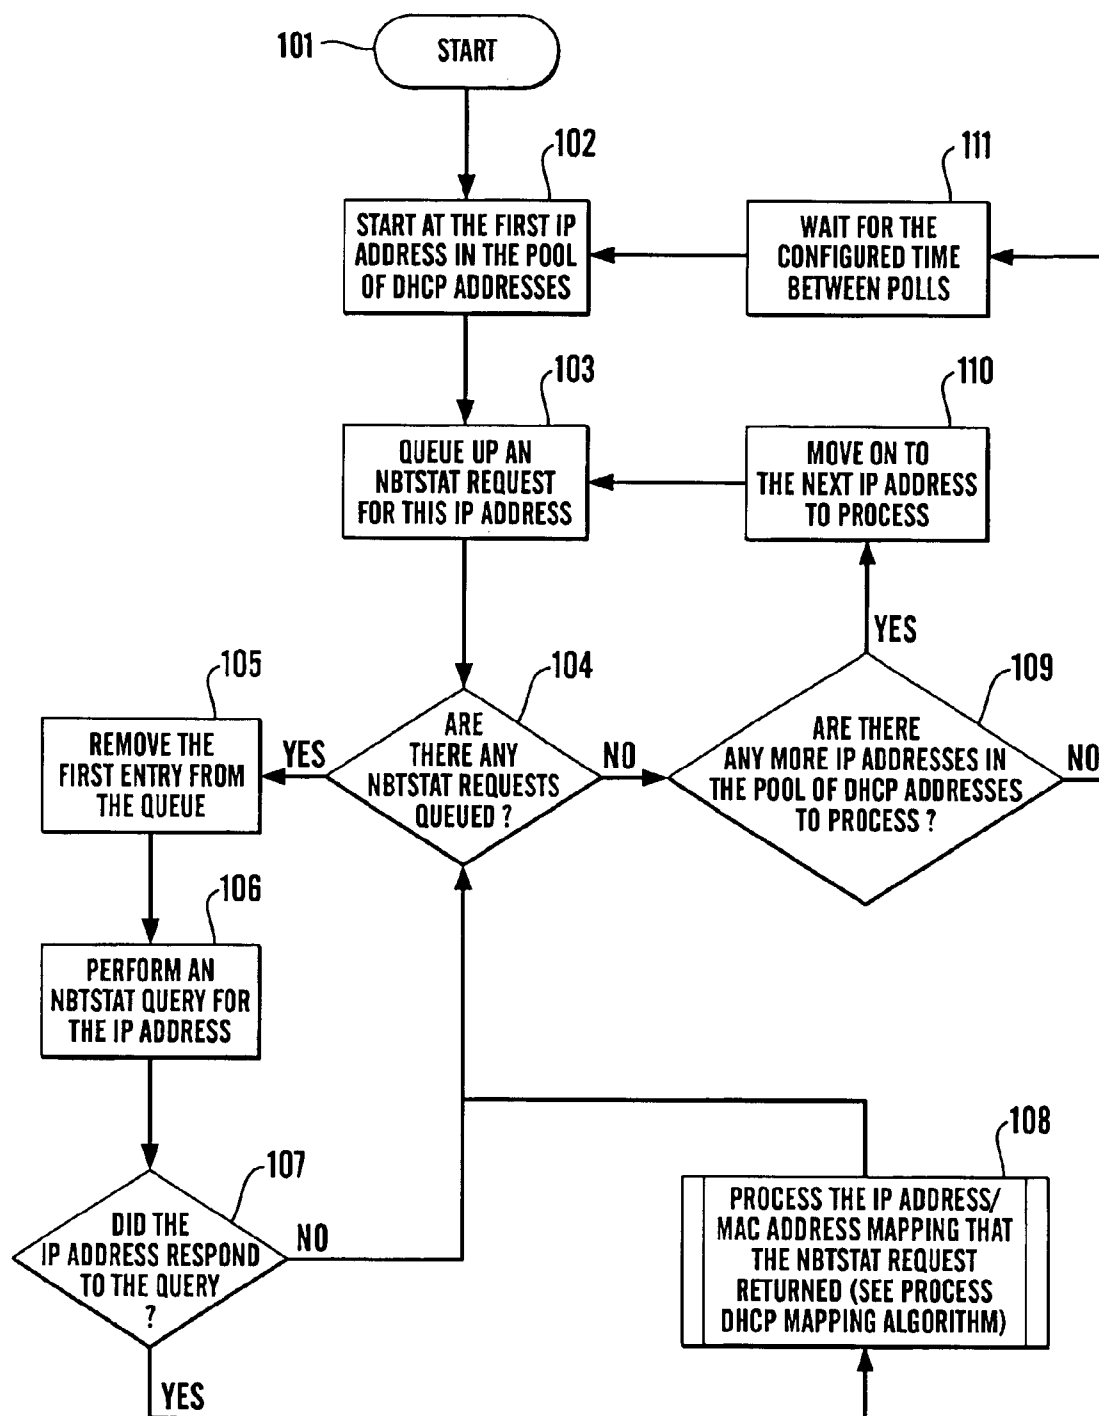 101
START
102
START AT THE FIRST IP
ADDRESS IN THE POOL
OF DHCP ADDRESSES
111
WAIT FOR THE
CONFIGURED TIME
BETWEEN POLLS
103
QUEUE UP AN
NBTSTAT REQUEST
FOR THIS IP ADDRESS
110
MOVE ON TO
THE NEXT IP ADDRESS
TO PROCESS
YES
104
ARE
THERE ANY
NBTSTAT REQUESTS
QUEUED ?
YES
NO
109
ARE THERE
ANY MORE IP ADDRESSES IN
THE POOL OF DHCP ADDRESSES
TO PROCESS ?
NO
105
REMOVE THE
FIRST ENTRY FROM
THE QUEUE
106
PERFORM AN
NBTSTAT QUERY FOR
THE IP ADDRESS
107
DID THE
IP ADDRESS RESPOND
TO THE QUERY
?
NO
YES
108
PROCESS THE IP ADDRESS/
MAC ADDRESS MAPPING THAT
THE NBTSTAT REQUEST
RETURNED (SEE PROCESS
DHCP MAPPING ALGORITHM)